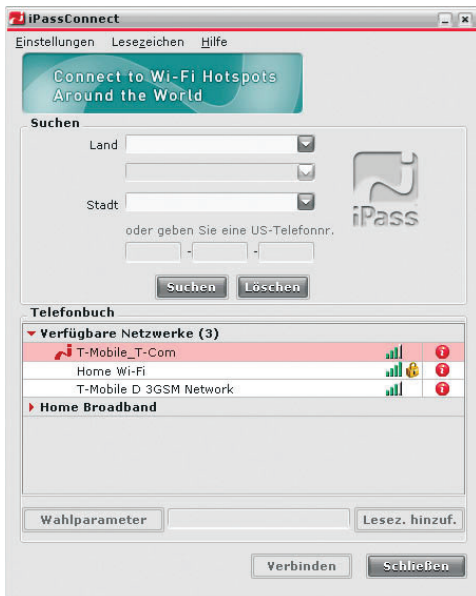 iPassConnect
Einstellungen Lesezeichen Hilfe
Connect to Wi-Fi Hotspots
Around the World
Suchen
Land
Stadt
iPass
oder geben Sie eine US-Telefonnr.
- -
Suchen Löschen
Telefonbuch
Verfügbare Netzwerke (3)
T-Mobile_T-Com
Home Wi-Fi
T-Mobile D 3GSM Network
Home Broadband
Wahlparameter Lesez. hinzuf.
Verbinden Schließen